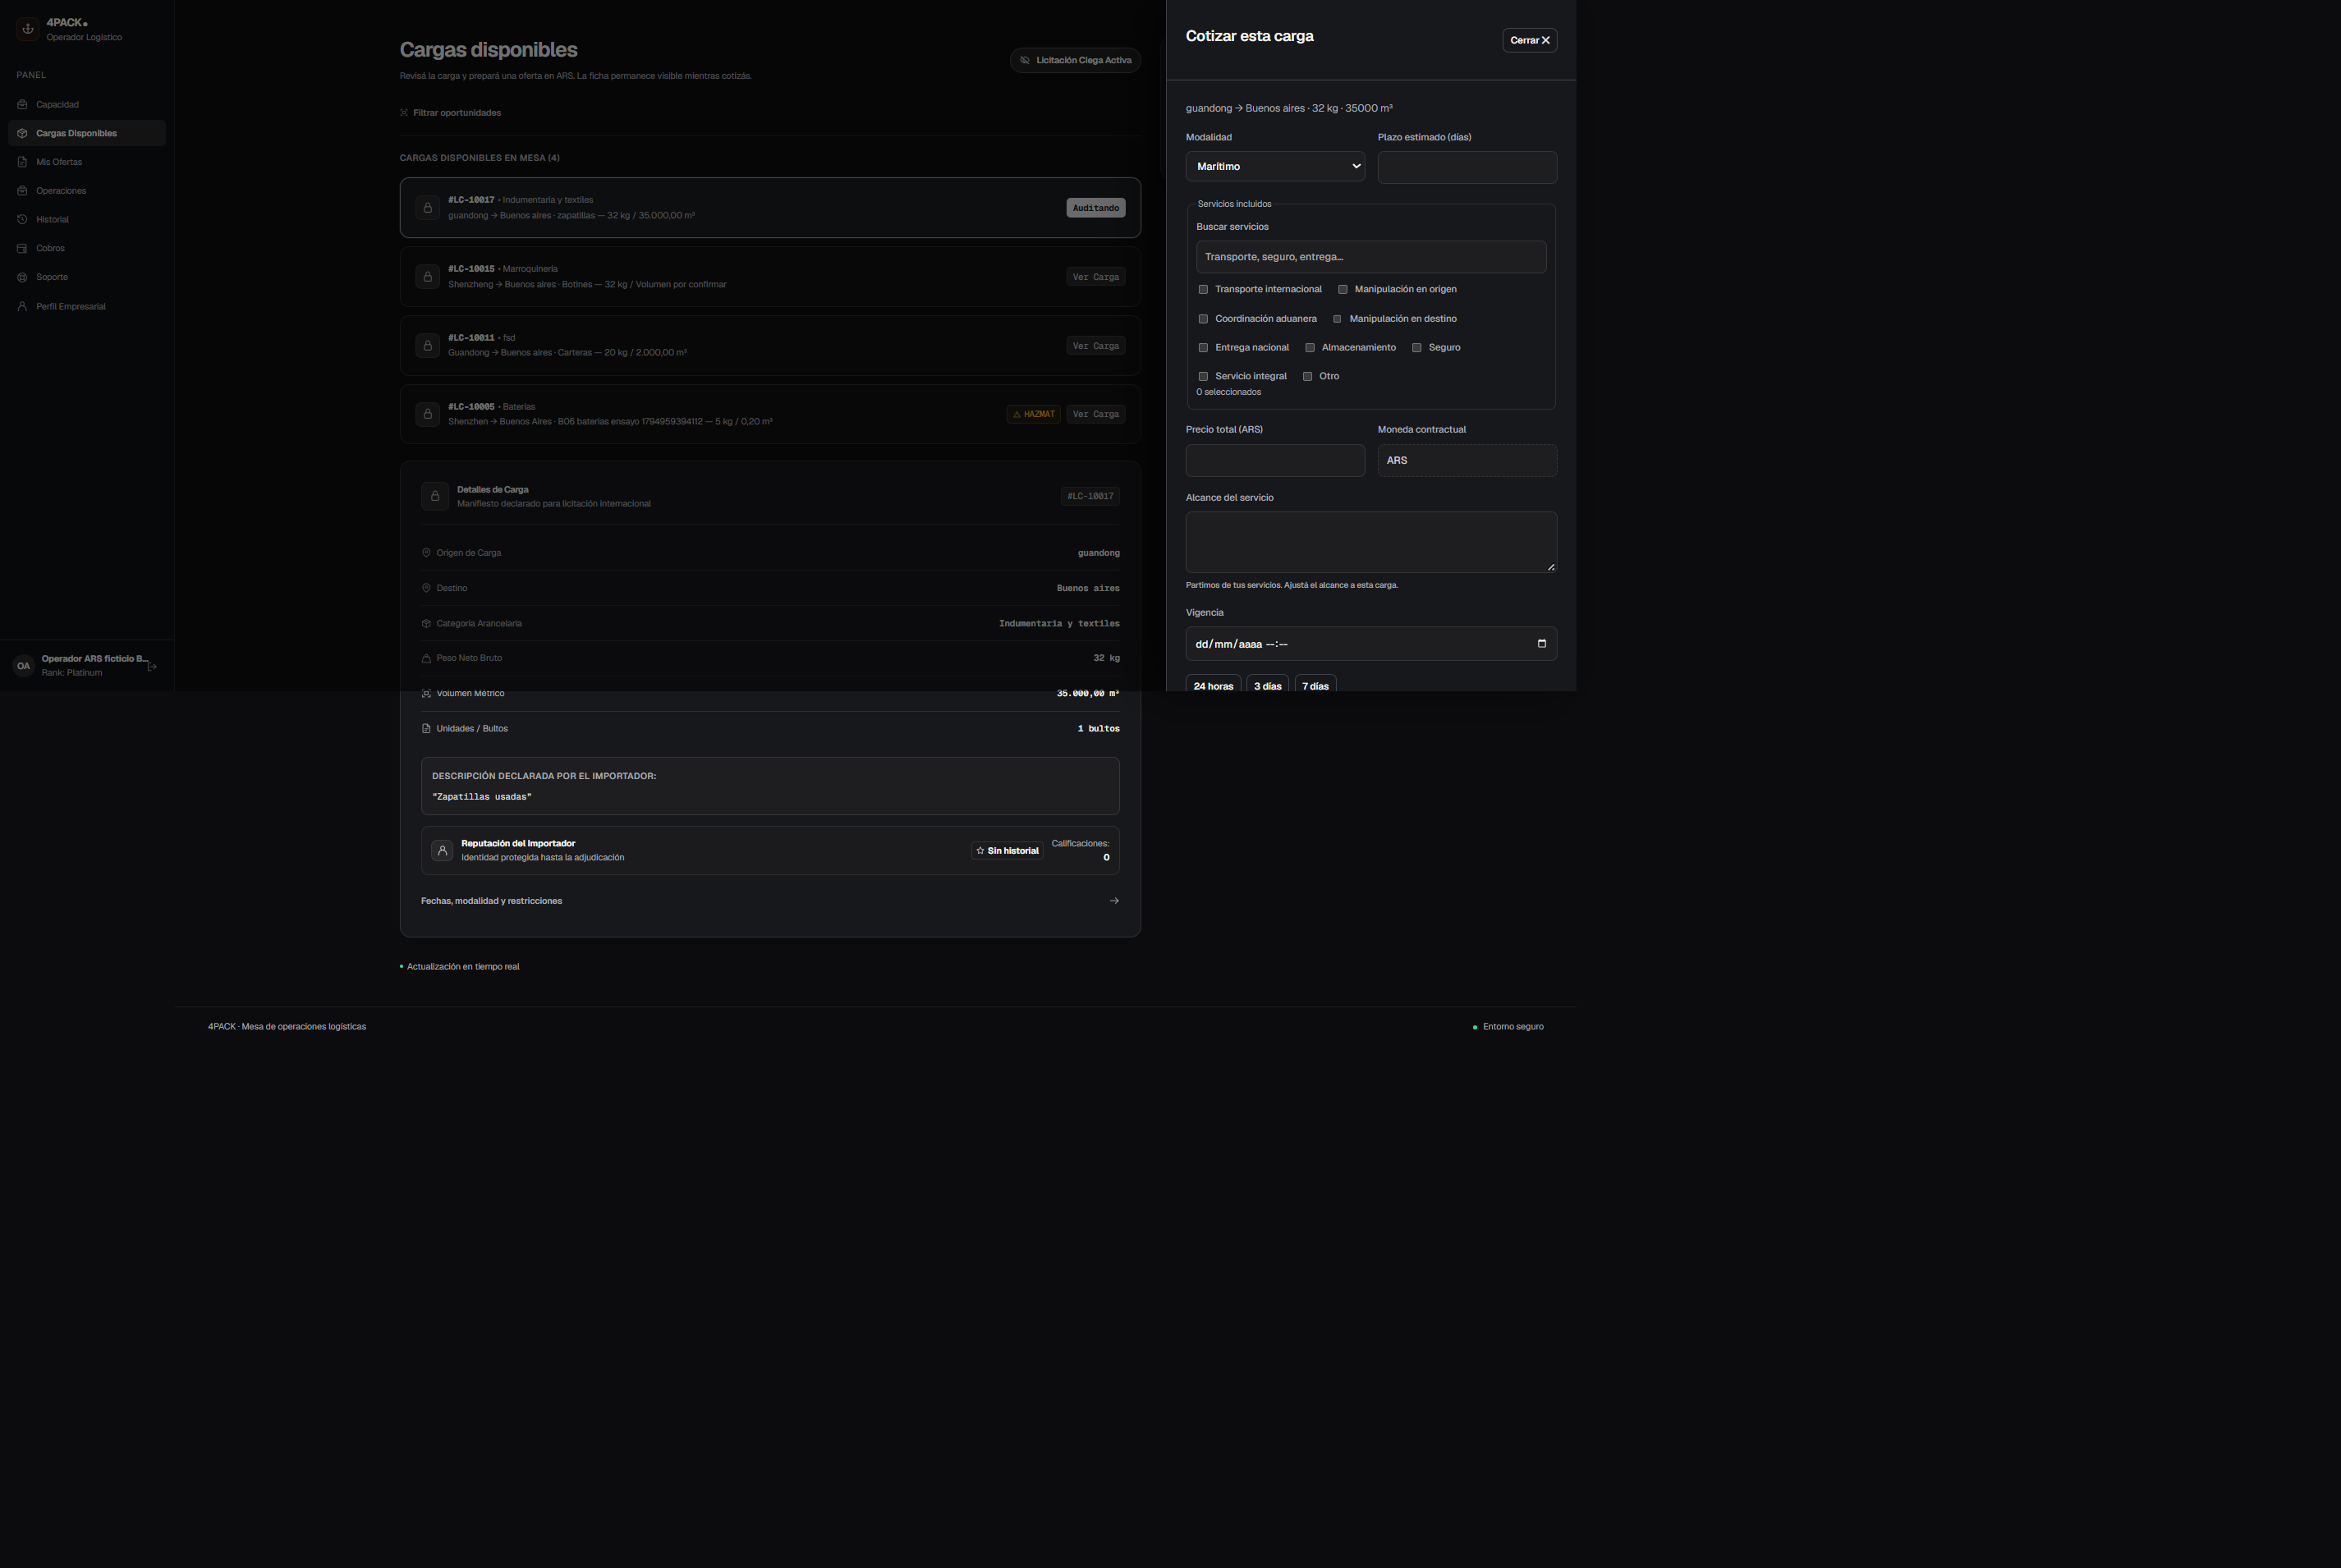 4PACK
Operador Logístico
PANEL
Capacidad
Cargas Disponibles
Mis Ofertas
Operaciones
Historial
Cobros
Soporte
Perfil Empresarial
OA
Operador ARS ficticio B...
Rank: Platinum
Cargas disponibles
Revisá la carga y prepará una oferta en ARS. La ficha permanece visible mientras cotizás.
Licitación Ciega Activa
Filtrar oportunidades
CARGAS DISPONIBLES EN MESA (4)
#LC-10017 • Indumentaria y textiles
guandong → Buenos aires · zapatillas — 32 kg / 35.000,00 m³
Auditando
#LC-10015 • Marroquinería
Shenzheng → Buenos aires · Botines — 32 kg / Volumen por confirmar
Ver Carga
#LC-10011 • fsd
Guandong → Buenos aires · Carteras — 20 kg / 2.000,00 m³
Ver Carga
#LC-10005 • Baterías
Shenzhen → Buenos Aires · B06 baterias ensayo 1794959394112 — 5 kg / 0,20 m³
HAZMAT
Ver Carga
Detalles de Carga
Manifiesto declarado para licitación internacional
#LC-10017
Origen de Carga
guandong
Destino
Buenos aires
Categoría Arancelaria
Indumentaria y textiles
Peso Neto Bruto
32 kg
Volumen Métrico
35.000,00 m³
Unidades / Bultos
1 bultos
DESCRIPCIÓN DECLARADA POR EL IMPORTADOR:
"Zapatillas usadas"
Reputación del Importador
Identidad protegida hasta la adjudicación
Sin historial
Calificaciones:
0
Fechas, modalidad y restricciones
Actualización en tiempo real
4PACK · Mesa de operaciones logísticas
Entorno seguro
Cotizar esta carga
Cerrar
guandong → Buenos aires · 32 kg · 35000 m³
Modalidad
Plazo estimado (días)
Marítimo
Servicios incluidos
Buscar servicios
Transporte, seguro, entrega...
Transporte internacional
Manipulación en origen
Coordinación aduanera
Manipulación en destino
Entrega nacional
Almacenamiento
Seguro
Servicio integral
Otro
0 seleccionados
Precio total (ARS)
Moneda contractual
ARS
Alcance del servicio
Partimos de tus servicios. Ajustá el alcance a esta carga.
Vigencia
dd/mm/aaaa --:--
24 horas
3 días
7 días